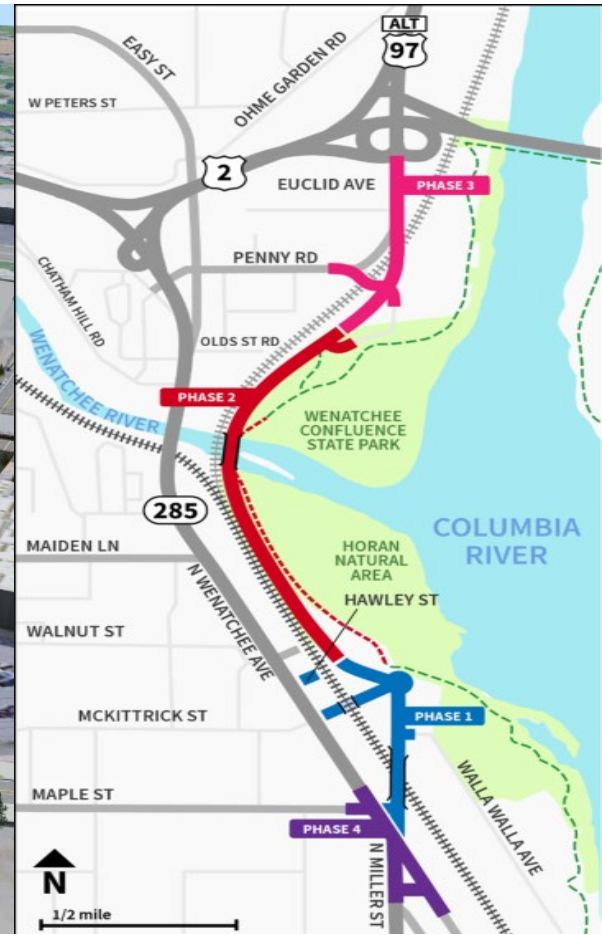 ALT
97
EASY ST
OHME GARDEN RD
W PETERS ST
2
EUCLID AVE
PHASE 3
PENNY RD
CHATHAM HILL RD
OLDS ST RD
WENATCHEE RIVER
PHASE 2
WENATCHEE
CONFLUENCE
STATE PARK
285
COLUMBIA
RIVER
MAIDEN LN
HORAN
NATURAL
AREA
N WENATCHEE AVE
HAWLEY ST
WALNUT ST
MCKITTRICK ST
PHASE 1
WALLA WALLA AVE
MAPLE ST
PHASE 4
N MILLER ST
N
1/2 mile